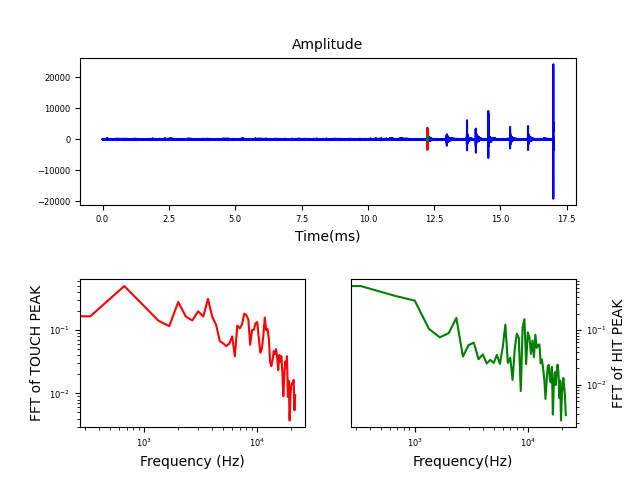 Amplitude
20000
10000
0
−10000
−20000
0.0 2.5 5.0 7.5 10.0 12.5 15.0 17.5
Time(ms)
FFT of TOUCH PEAK
10⁻¹
10⁻²
10³ 10⁴
Frequency (Hz)
10⁻¹
10⁻²
FFT of HIT PEAK
10³ 10⁴
Frequency(Hz)